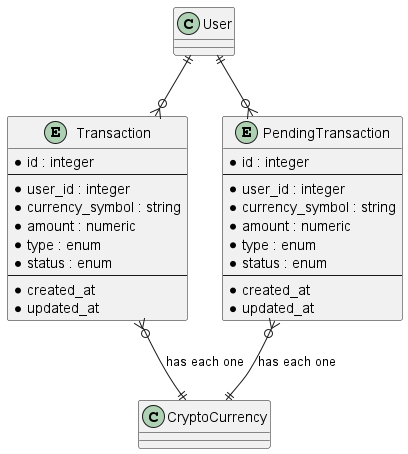 C User
E Transaction
* id : integer
* user_id : integer
* currency_symbol : string
* amount : numeric
* type : enum
* status : enum
* created_at
* updated_at
E PendingTransaction
* id : integer
* user_id : integer
* currency_symbol : string
* amount : numeric
* type : enum
* status : enum
* created_at
* updated_at
has each one
has each one
C CryptoCurrency